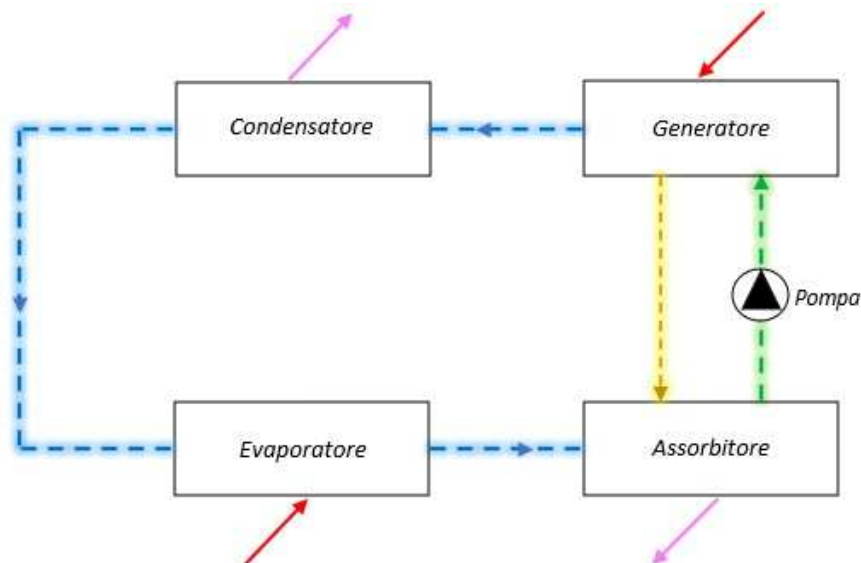 Condensatore
Generatore
Pompa
Evaporatore
Assorbitore